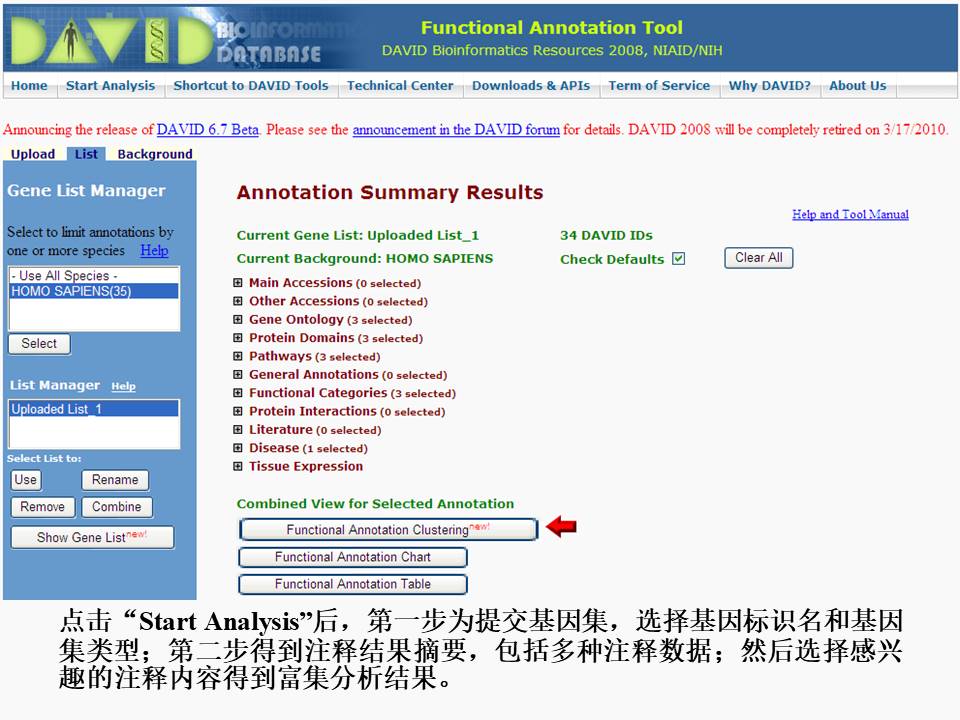 DAVID BIOINFORMATICS DATABASE
Functional Annotation Tool
DAVID Bioinformatics Resources 2008, NIAID/NIH
Home Start Analysis Shortcut to DAVID Tools Technical Center Downloads & APIs Term of Service Why DAVID? About Us
Announcing the release of DAVID 6.7 Beta. Please see the announcement in the DAVID forum for details. DAVID 2008 will be completely retired on 3/17/2010.
Upload List Background
Gene List Manager
Select to limit annotations by
one or more species Help
- Use All Species -
HOMO SAPIENS(35)
Select
List Manager Help
Uploaded List_1
Select List to:
Use Rename
Remove Combine
Show Gene List new!
Annotation Summary Results
Help and Tool Manual
Current Gene List: Uploaded List_1 34 DAVID IDs
Current Background: HOMO SAPIENS Check Defaults Clear All
Main Accessions (0 selected)
Other Accessions (0 selected)
Gene Ontology (3 selected)
Protein Domains (3 selected)
Pathways (3 selected)
General Annotations (0 selected)
Functional Categories (3 selected)
Protein Interactions (0 selected)
Literature (0 selected)
Disease (1 selected)
Tissue Expression
Combined View for Selected Annotation
Functional Annotation Clustering new!
Functional Annotation Chart
Functional Annotation Table
点击“Start Analysis”后，第一步为提交基因集，选择基因标识名和基因
集类型；第二步得到注释结果摘要，包括多种注释数据；然后选择感兴
趣的注释内容得到富集分析结果。